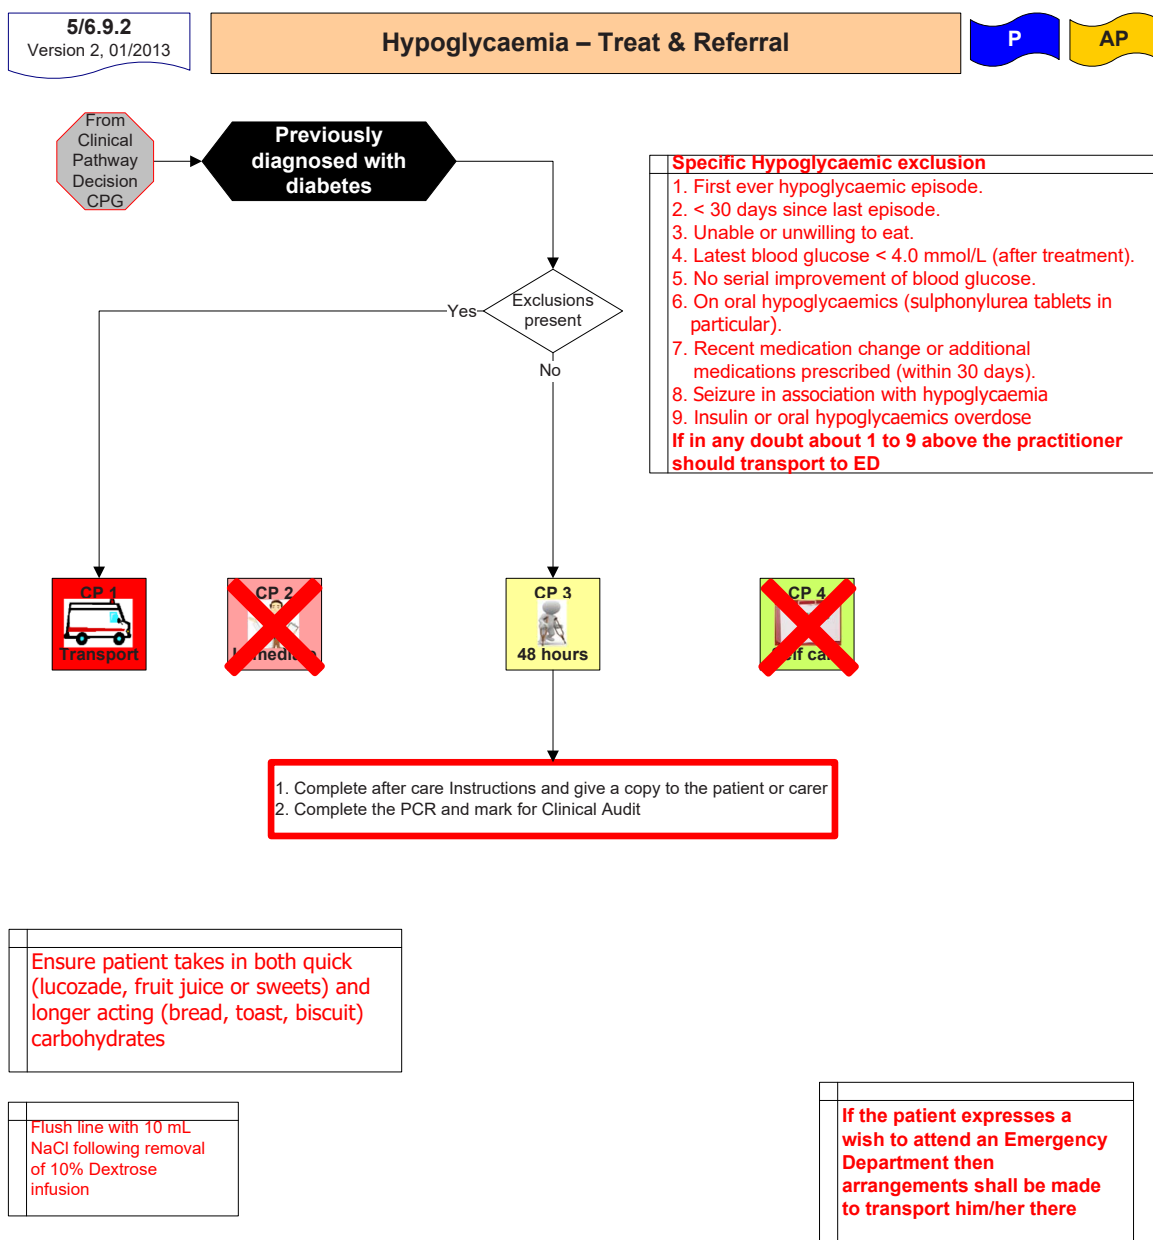 5/6.9.2
Version 2, 01/2013
Hypoglycaemia – Treat & Referral
P
AP
From
Clinical
Pathway
Decision
CPG
Previously
diagnosed with
diabetes
Specific Hypoglycaemic exclusion
1. First ever hypoglycaemic episode.
2. < 30 days since last episode.
3. Unable or unwilling to eat.
4. Latest blood glucose < 4.0 mmol/L (after treatment).
5. No serial improvement of blood glucose.
6. On oral hypoglycaemics (sulphonylurea tablets in
particular).
7. Recent medication change or additional
medications prescribed (within 30 days).
8. Seizure in association with hypoglycaemia
9. Insulin or oral hypoglycaemics overdose
If in any doubt about 1 to 9 above the practitioner
should transport to ED
Exclusions
present
Yes
No
CP 1
Transport
CP 2
CP 3
48 hours
CP 4
1. Complete after care Instructions and give a copy to the patient or carer
2. Complete the PCR and mark for Clinical Audit
Ensure patient takes in both quick
(lucozade, fruit juice or sweets) and
longer acting (bread, toast, biscuit)
carbohydrates
Flush line with 10 mL
NaCl following removal
of 10% Dextrose
infusion
If the patient expresses a
wish to attend an Emergency
Department then
arrangements shall be made
to transport him/her there